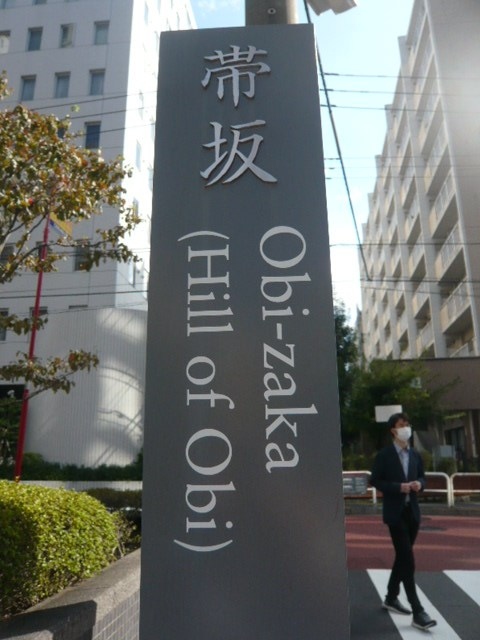 帯坂
Obi-zaka
(Hill of Obi)